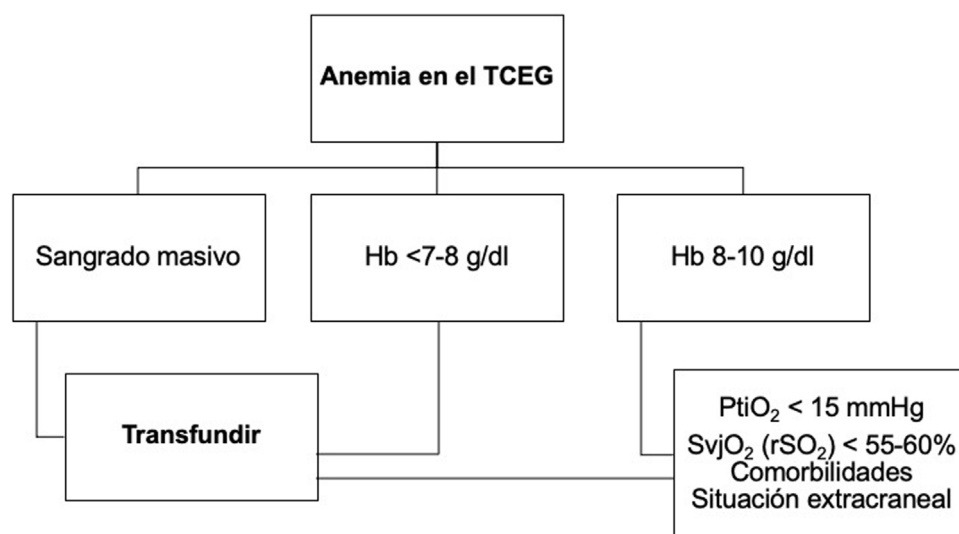 Anemia en el TCEG
Sangrado masivo
Hb <7-8 g/dl
Hb 8-10 g/dl
Transfundir
PtiO₂ < 15 mmHg
SvjO₂ (rSO₂) < 55-60%
Comorbilidades
Situación extracraneal